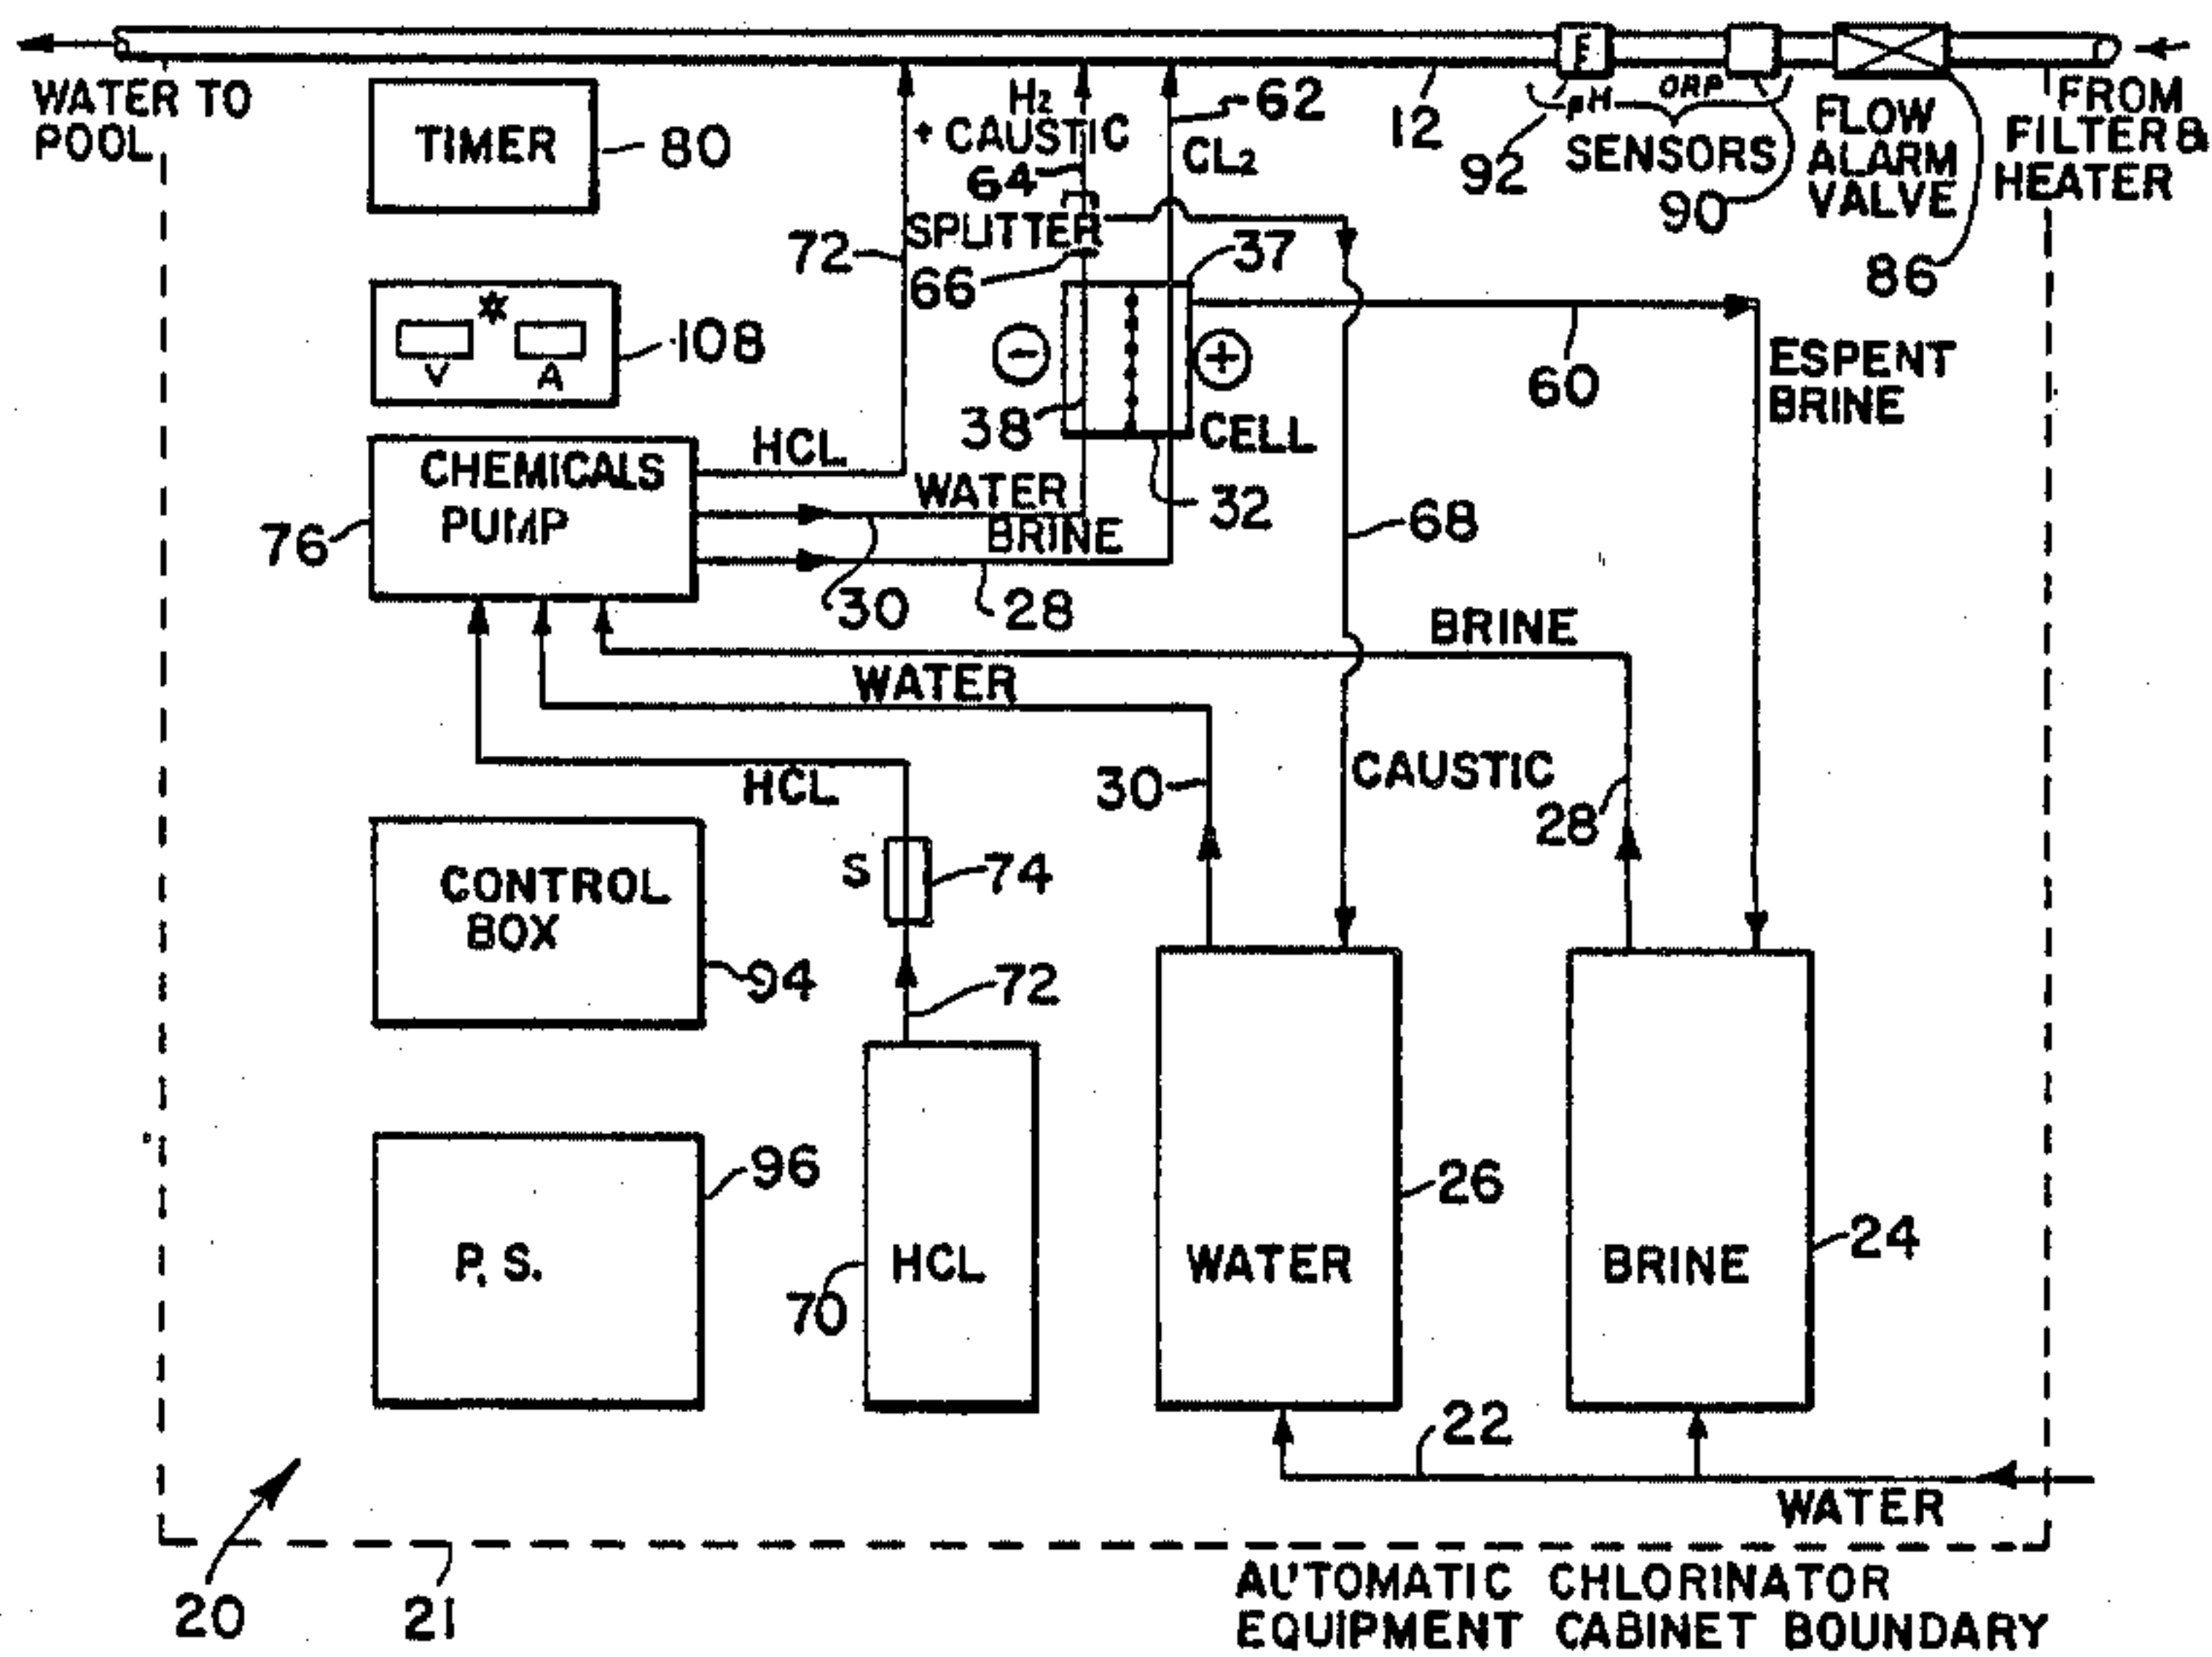 WATER TO
POOL
TIMER
80
H2
+ CAUSTIC
64
62
CL2
12
F
pH
ORP
92
SENSORS
90
FLOW
ALARM
VALVE
86
FROM
FILTER &
HEATER
SPLITTER
72
66
37
* V A
108
−
+
38
CELL
60
ESPENT
BRINE
HCL
CHEMICALS
PUMP
76
WATER
BRINE
32
68
30
28
BRINE
WATER
HCL
30
CAUSTIC
28
CONTROL
BOX
94
S
74
72
P.S.
96
HCL
70
WATER
26
BRINE
24
22
WATER
20
21
AUTOMATIC CHLORINATOR
EQUIPMENT CABINET BOUNDARY